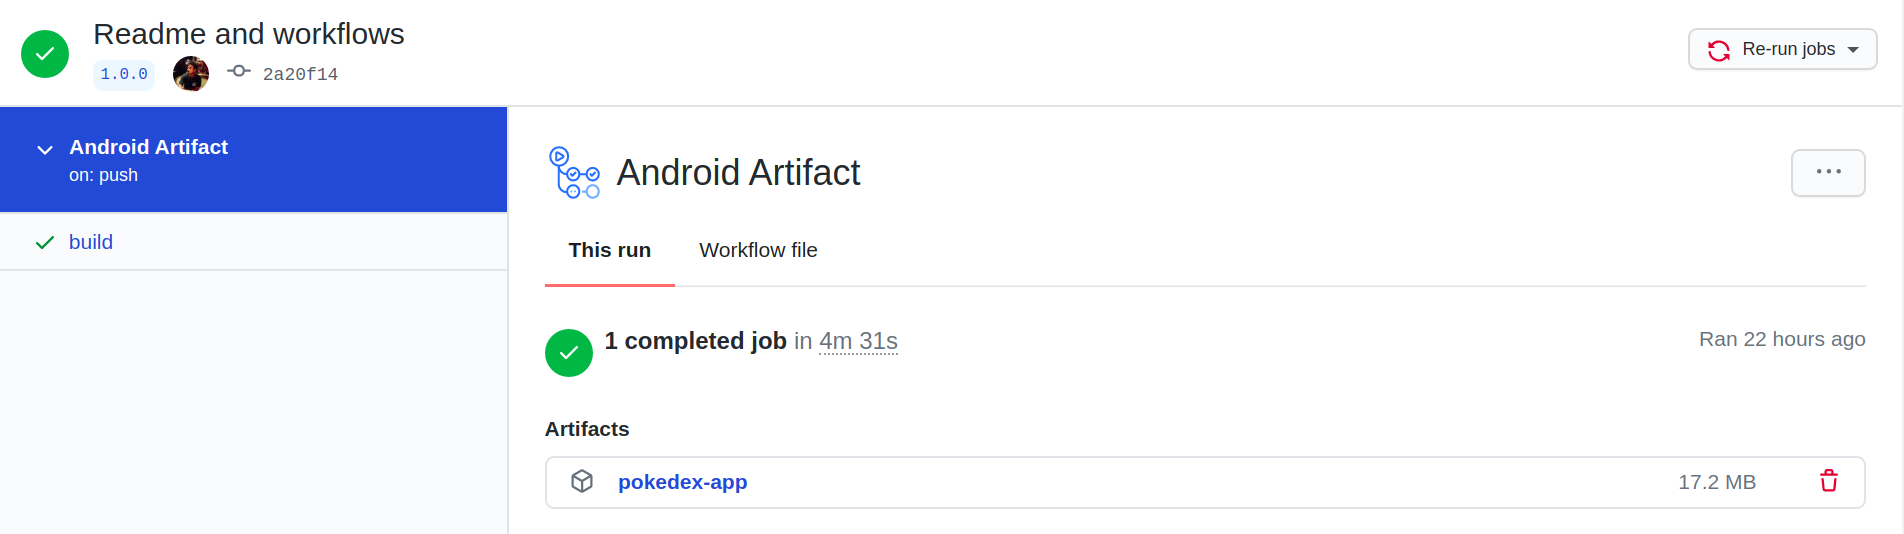 Readme and workflows
1.0.0 2a20f14
Re-run jobs
Android Artifact
on: push
build
Android Artifact
This run Workflow file
1 completed job in 4m 31s
Ran 22 hours ago
Artifacts
pokedex-app 17.2 MB